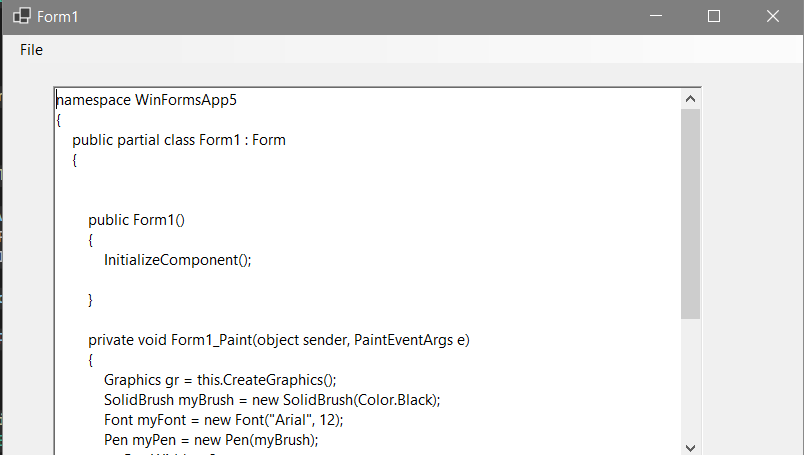 Form1
File
namespace WinFormsApp5
{
public partial class Form1 : Form
{
public Form1()
{
InitializeComponent();
}
private void Form1_Paint(object sender, PaintEventArgs e)
{
Graphics gr = this.CreateGraphics();
SolidBrush myBrush = new SolidBrush(Color.Black);
Font myFont = new Font("Arial", 12);
Pen myPen = new Pen(myBrush);